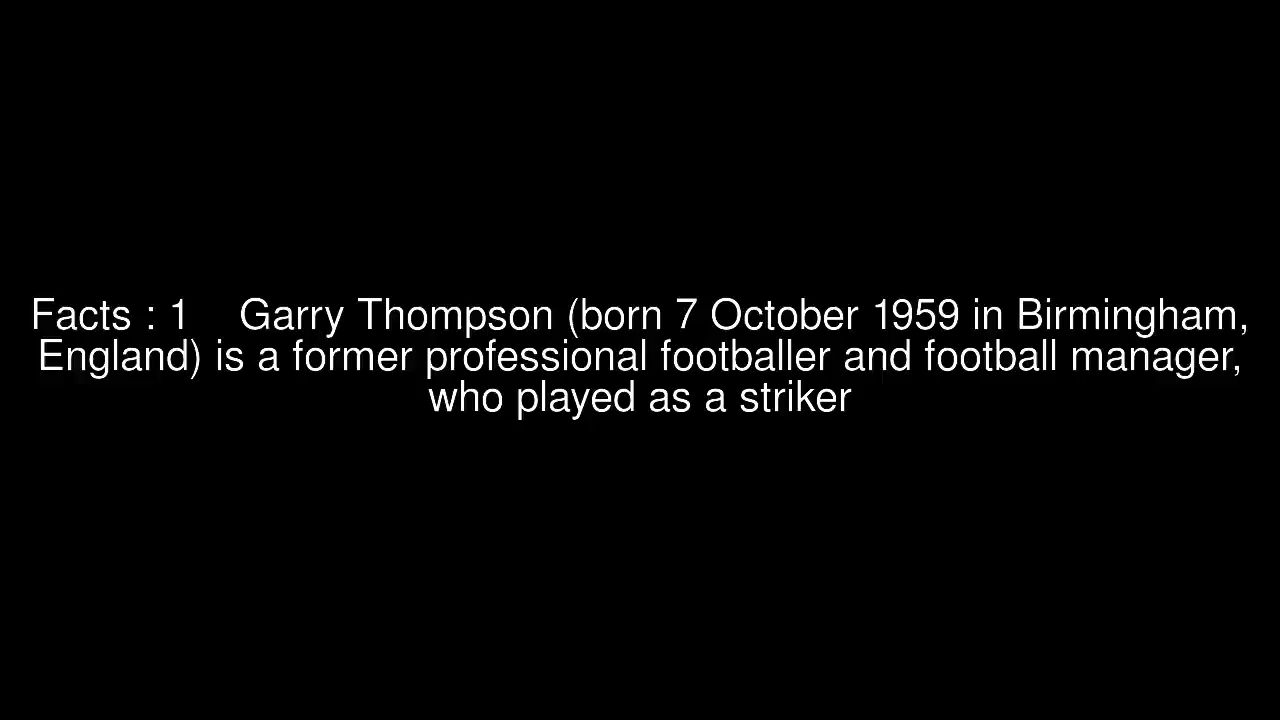 Facts : 1    Garry Thompson (born 7 October 1959 in Birmingham,
England) is a former professional footballer and football manager,
who played as a striker